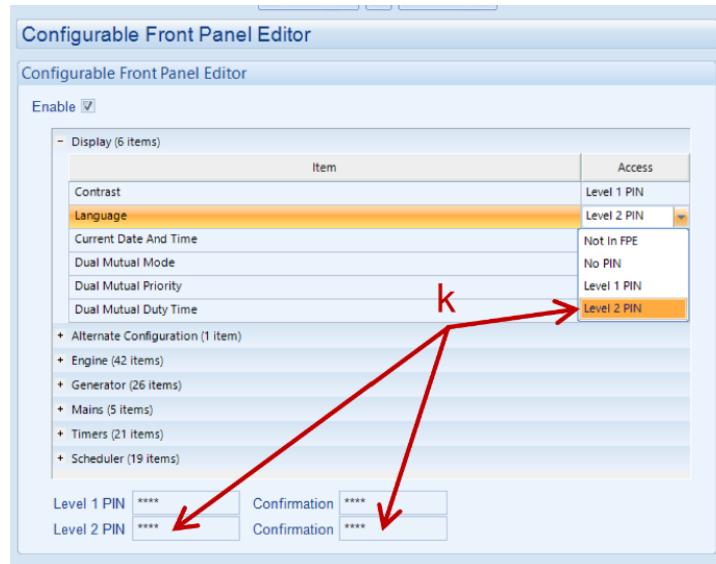 Configurable Front Panel Editor
Configurable Front Panel Editor
Enable
− Display (6 items)
Item Access
Contrast Level 1 PIN
Language Level 2 PIN
Current Date And Time Not In FPE
Dual Mutual Mode No PIN
Dual Mutual Priority Level 1 PIN
Dual Mutual Duty Time Level 2 PIN
k
+ Alternate Configuration (1 item)
+ Engine (42 items)
+ Generator (26 items)
+ Mains (5 items)
+ Timers (21 items)
+ Scheduler (19 items)
Level 1 PIN **** Confirmation ****
Level 2 PIN **** Confirmation ****